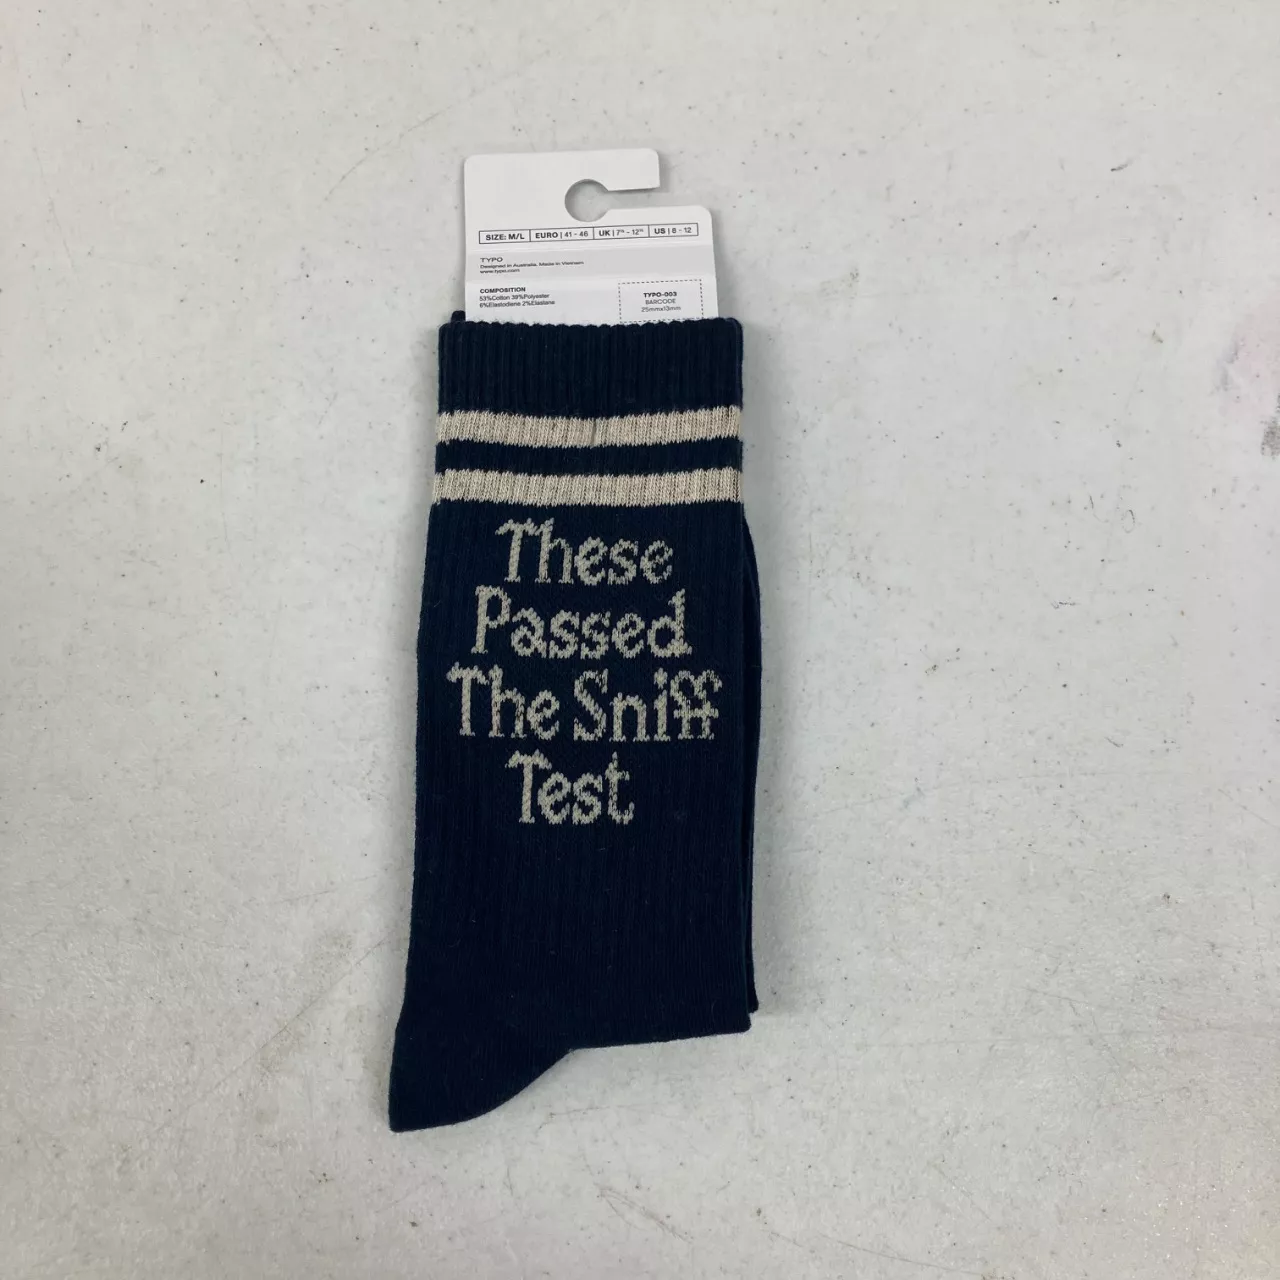 SIZE: M/L | EURO | 41 - 46 | UK | 7½ - 12½ | US | 8 - 12
TYPO
Designed in Australia. Made in Vietnam
www.typo.com
COMPOSITION
53%Cotton 39%Polyester
6%Elastodiene 2%Elastane
TYPO-003
BARCODE
25mmx13mm
These
Passed
The Sniff
Test